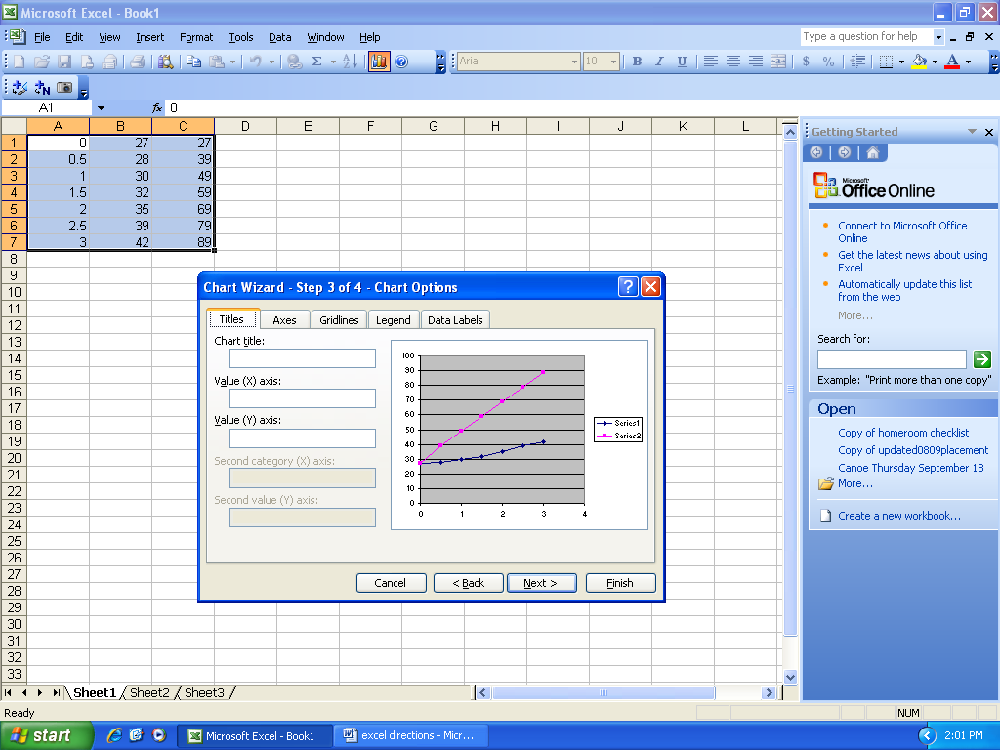 Microsoft Excel - Book1
File Edit View Insert Format Tools Data Window Help
Type a question for help
Arial 10 B I U $ %
A1 fx 0
A B C D E F G H I J K L
1 0 27 27
2 0.5 28 39
3 1 30 49
4 1.5 32 59
5 2 35 69
6 2.5 39 79
7 3 42 89
8
9
10
11
12
13
14
15
16
17
18
19
20
21
22
23
24
25
26
27
28
29
30
31
32
33
Chart Wizard - Step 3 of 4 - Chart Options
Titles Axes Gridlines Legend Data Labels
Chart title:
Value (X) axis:
Value (Y) axis:
Second category (X) axis:
Second value (Y) axis:
100
90
80
70
60
50
40
30
20
10
0
0 1 2 3 4
Series1
Series2
Cancel < Back Next > Finish
Getting Started
Microsoft
Office Online
Connect to Microsoft Office
Online
Get the latest news about using
Excel
Automatically update this list
from the web
More...
Search for:
Example: "Print more than one copy"
Open
Copy of homeroom checklist
Copy of updated0809placement
Canoe Thursday September 18
More...
Create a new workbook...
Sheet1 Sheet2 Sheet3
Ready NUM
start Microsoft Excel - Book1 excel directions - Micr... 2:01 PM